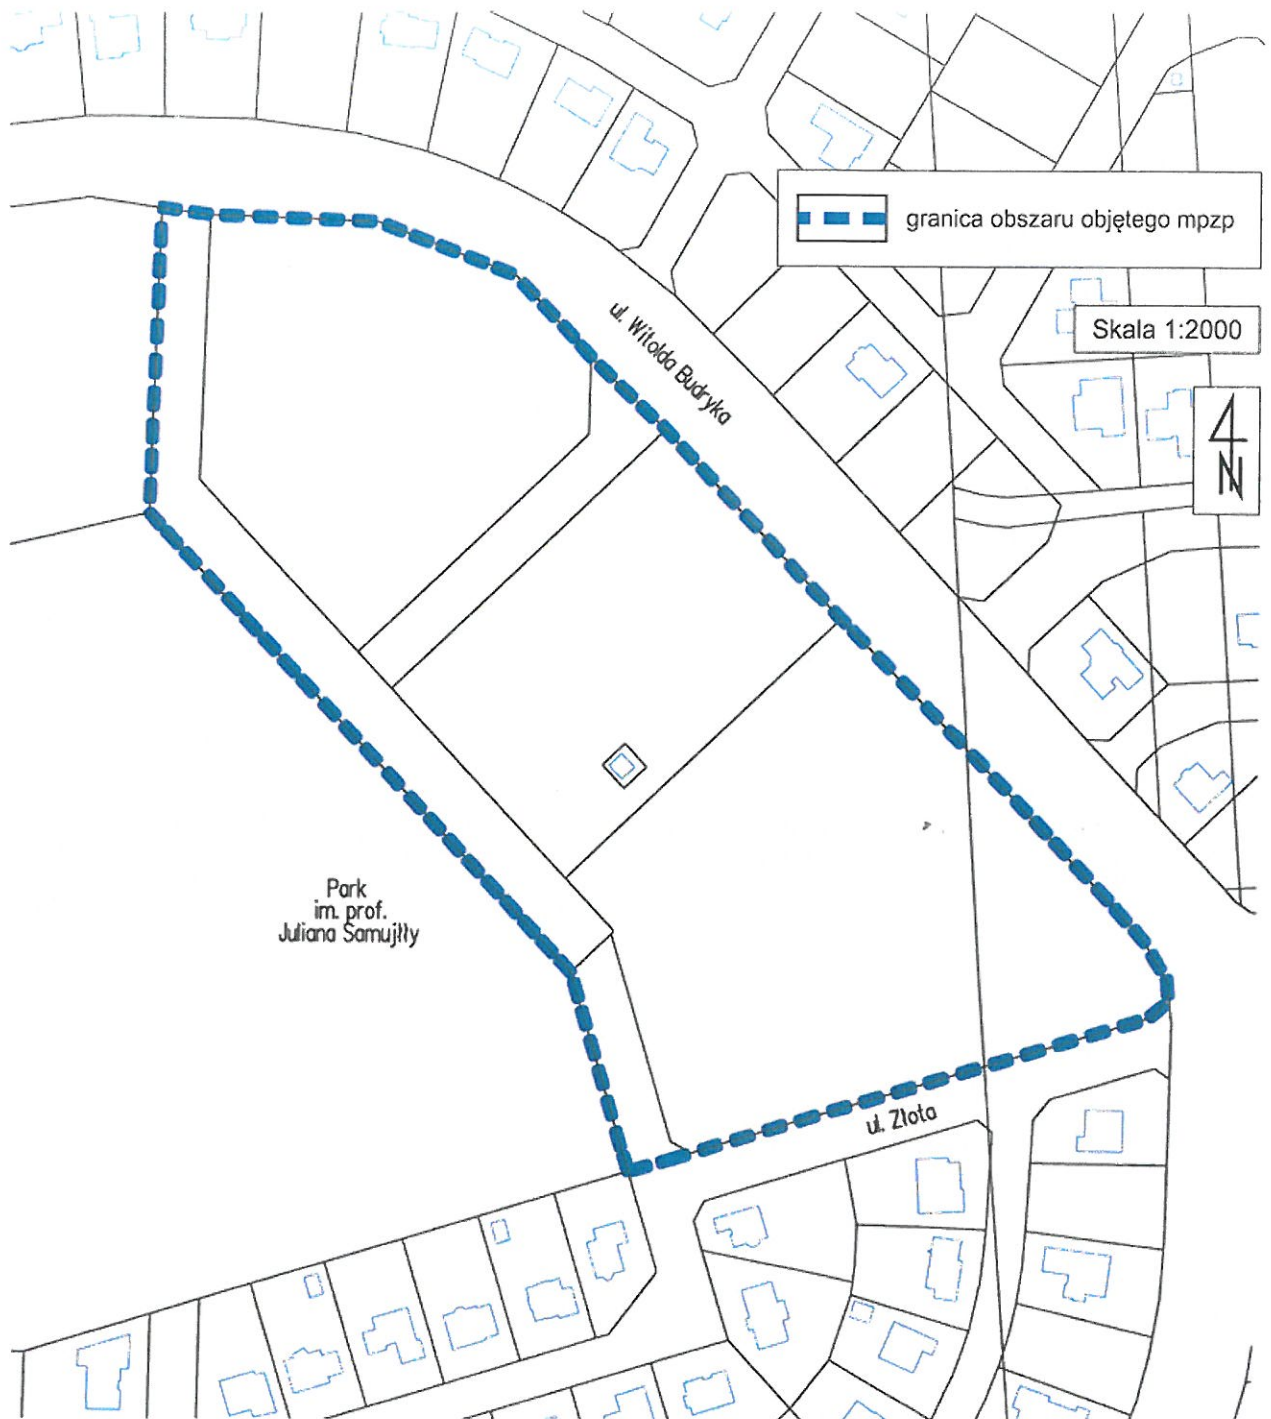 granica obszaru objętego mpzp
Skala 1:2000
N
ul. Witolda Budryka
Park
im. prof.
Juliana Samujłły
ul. Złota